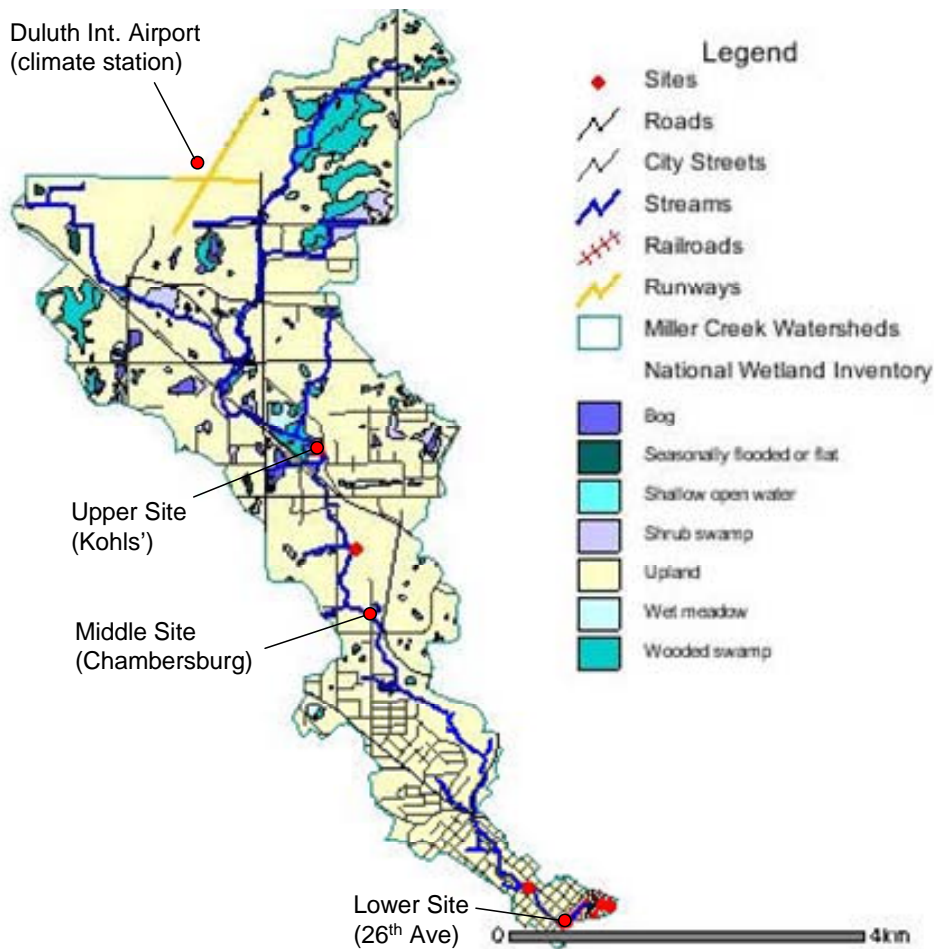 Duluth Int. Airport
(climate station)
Legend
Sites
Roads
City Streets
Streams
Railroads
Runways
Miller Creek Watersheds
National Wetland Inventory
Bog
Seasonally flooded or flat
Shallow open water
Shrub swamp
Upland
Wet meadow
Wooded swamp
Upper Site
(Kohls')
Middle Site
(Chambersburg)
Lower Site
(26th Ave)
0 4km